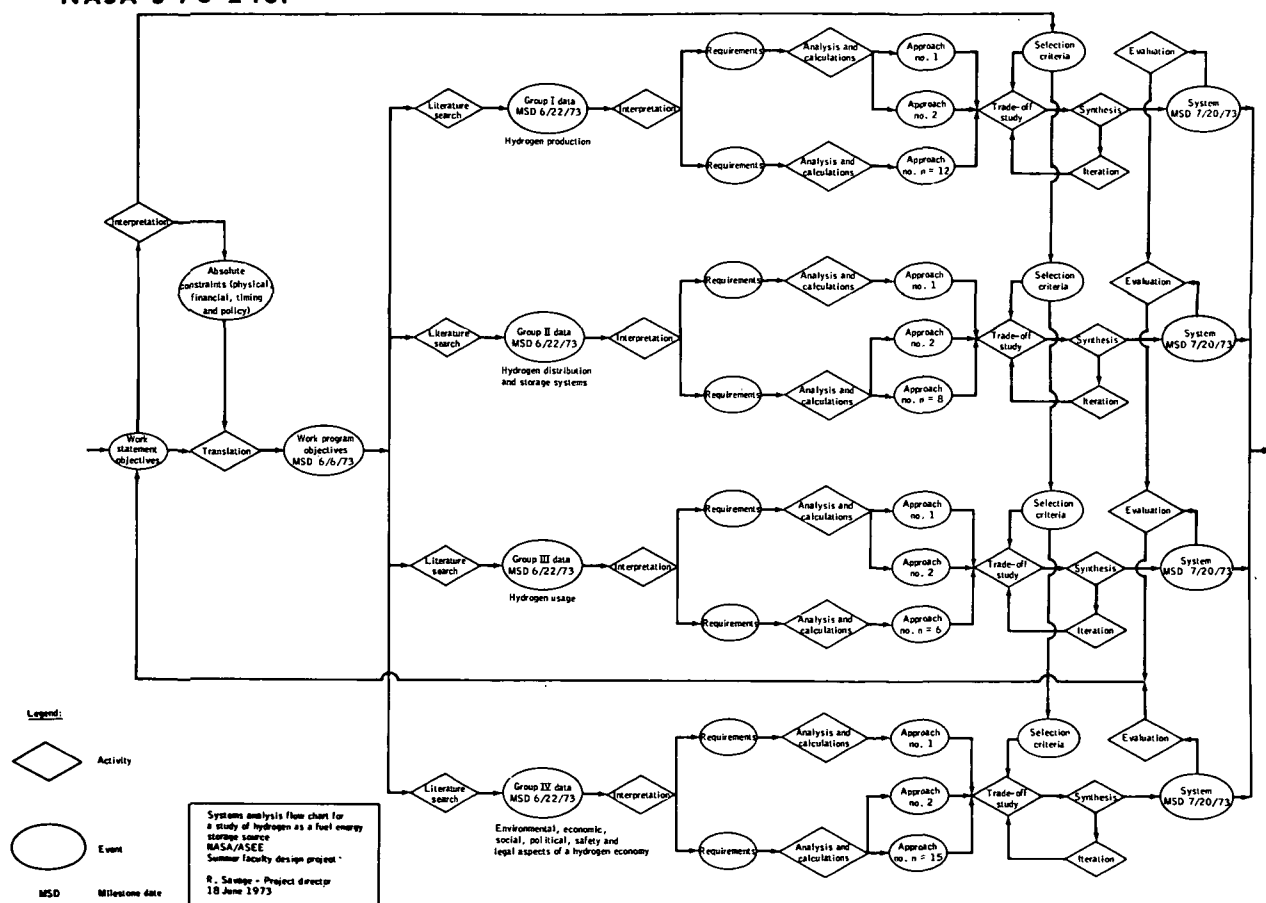 NASA
Selection
criteria
Evaluation
Requirements
Analysis and
calculations
Approach
no. 1
Literature
search
Group I data
MSD 6/22/73
Interpretation
Approach
no. 2
Trade-off
study
Synthesis
System
MSD 7/20/73
Hydrogen production
Requirements
Analysis and
calculations
Approach
no. n = 12
Iteration
Interpretation
Absolute
constraints (physical,
financial, timing
and policy)
Selection
criteria
Evaluation
Requirements
Analysis and
calculations
Approach
no. 1
Literature
search
Group II data
MSD 6/22/73
Interpretation
Approach
no. 2
Trade-off
study
Synthesis
System
MSD 7/20/73
Hydrogen distribution
and storage systems
Requirements
Analysis and
calculations
Approach
no. n = 8
Iteration
Work
statement
objectives
Translation
Work program
objectives
MSD 6/6/73
Requirements
Analysis and
calculations
Approach
no. 1
Selection
criteria
Evaluation
Literature
search
Group III data
MSD 6/22/73
Interpretation
Approach
no. 2
Trade-off
study
Synthesis
System
MSD 7/20/73
Hydrogen usage
Requirements
Analysis and
calculations
Approach
no. n = 6
Iteration
Requirements
Analysis and
calculations
Approach
no. 1
Selection
criteria
Evaluation
Literature
search
Group IV data
MSD 6/22/73
Interpretation
Approach
no. 2
Trade-off
study
Synthesis
System
MSD 7/20/73
Environmental, economic,
social, political, safety and
legal aspects of a hydrogen economy
Requirements
Analysis and
calculations
Approach
no. n = 15
Iteration
Legend:
Activity
Event
MSD Milestone date
Systems analysis flow chart for
a study of hydrogen as a fuel energy
storage source
NASA/ASEE
Summer faculty design project
R. Savage - Project director
18 June 1973